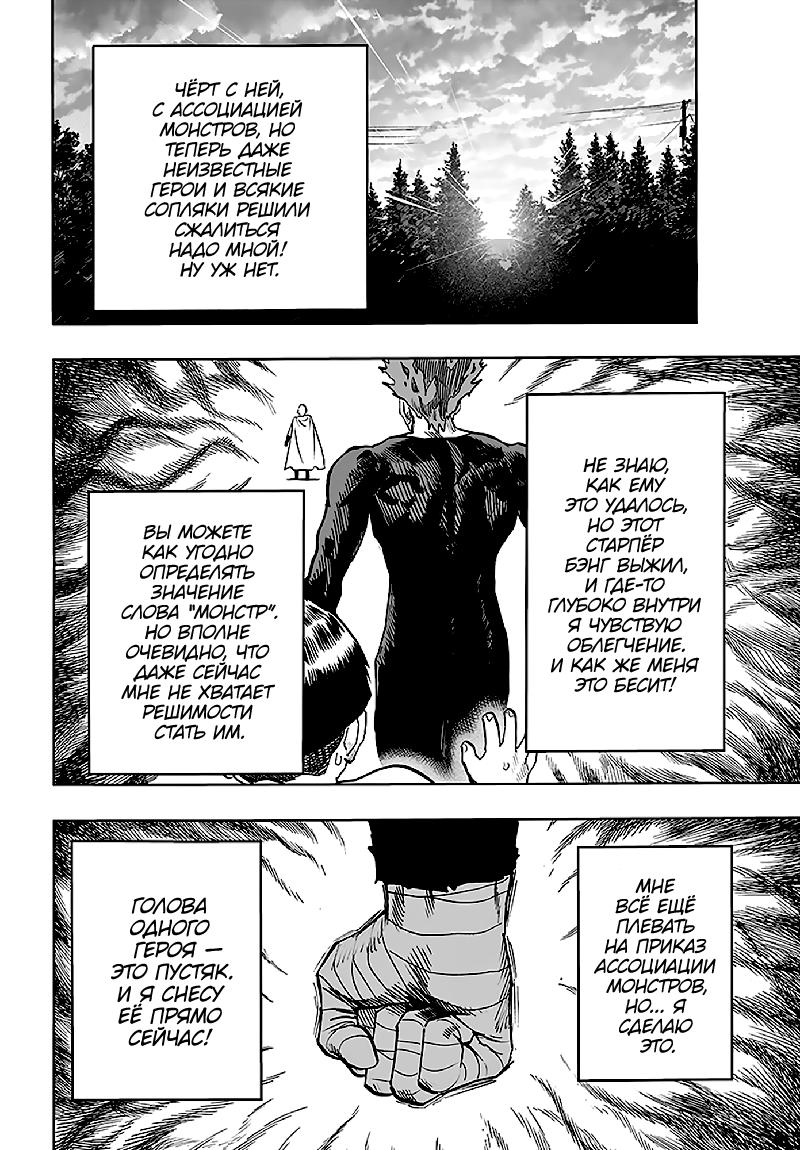 ЧЁРТ С НЕЙ,
С АССОЦИАЦИЕЙ
МОНСТРОВ, НО
ТЕПЕРЬ ДАЖЕ
НЕИЗВЕСТНЫЕ
ГЕРОИ И ВСЯКИЕ
СОПЛЯКИ РЕШИЛИ
СЖАЛИТЬСЯ
НАДО МНОЙ!
НУ УЖ НЕТ.
НЕ ЗНАЮ,
КАК ЕМУ
ЭТО УДАЛОСЬ,
НО ЭТОТ
СТАРПЁР
БЭНГ ВЫЖИЛ,
И ГДЕ-ТО
ГЛУБОКО ВНУТРИ
Я ЧУВСТВУЮ
ОБЛЕГЧЕНИЕ.
И КАК ЖЕ МЕНЯ
ЭТО БЕСИТ!
ВЫ МОЖЕТЕ
КАК УГОДНО
ОПРЕДЕЛЯТЬ
ЗНАЧЕНИЕ
СЛОВА "МОНСТР".
НО ВПОЛНЕ
ОЧЕВИДНО, ЧТО
ДАЖЕ СЕЙЧАС
МНЕ НЕ ХВАТАЕТ
РЕШИМОСТИ
СТАТЬ ИМ.
МНЕ
ВСЁ ЕЩЁ
ПЛЕВАТЬ
НА ПРИКАЗ
АССОЦИАЦИИ
МОНСТРОВ,
НО... Я
СДЕЛАЮ
ЭТО.
ГОЛОВА
ОДНОГО
ГЕРОЯ —
ЭТО ПУСТЯК.
И Я СНЕСУ
ЕЁ ПРЯМО
СЕЙЧАС!